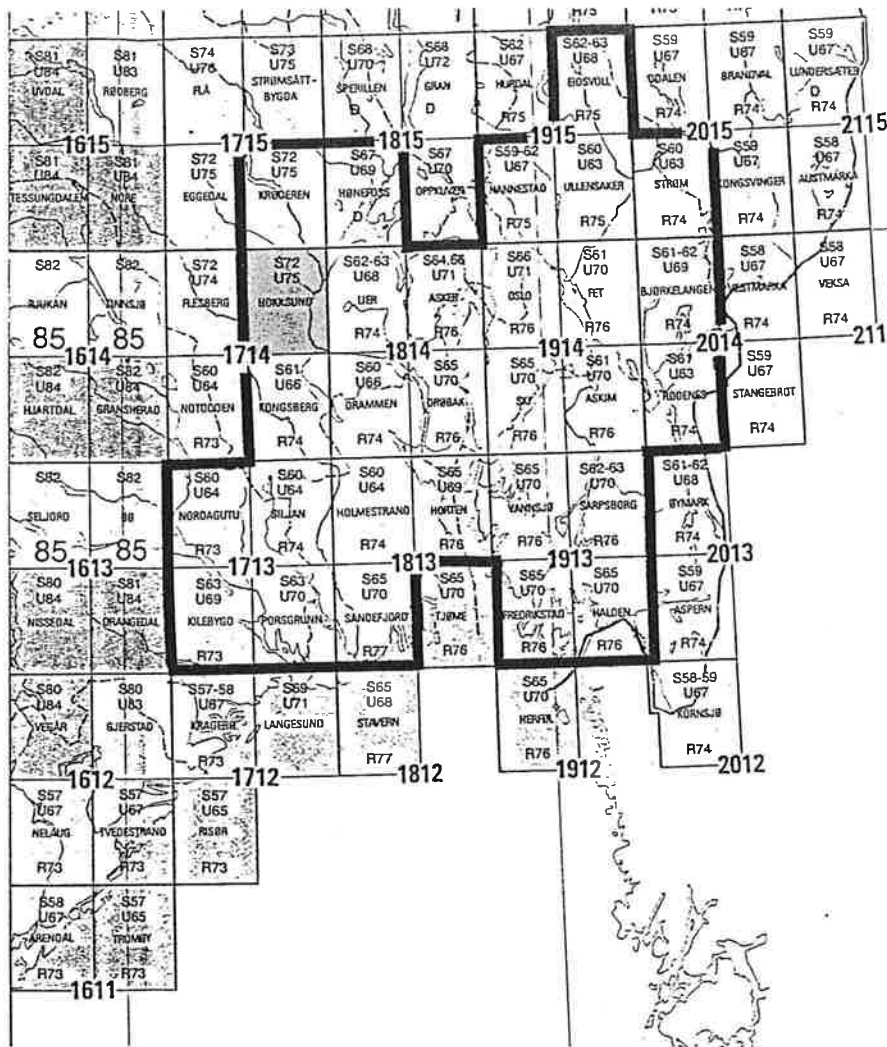 R75 R74 R74
S81 S81 S74 S73 S68 S68 S62 S62-63 S59 S59 S59
U84 U83 U76 U75 U70 U72 U67 U68 U67 U67 U67
UVDAL RØDBERG FLÅ STRØMSÅTT- SPERILLEN GRAN HURDAL EIDSVOLL ODALEN BRANDVAL LUNDERSÆTER
BYGDA
D D R75 R75 R74 R74 D R74
1615 1715 1815 1915 2015 2115
S81 S81 S72 S72 S67 S67 S59-62 S60 S60 S58 S58
U84 U84 U75 U75 U69 U70 U67 U63 U63 U67 U67
TESSUNGDALEN NORE EGGEDAL KRØDEREN HØNEFOSS OPPKUVEN NANNESTAD ULLENSAKER STRØM KONGSVINGER AUSTMARKA
D R75 R75 R74 R74 R74
S82 S82 S72 S72 S62-63 S64,66 S66 S61 S61-62 S58 S58
U74 U75 U68 U71 U71 U70 U69 U67 U67
RJUKAN TINNSJØ FLESBERG HOKKSUND LIER ASKER OSLO FET BJØRKELANGEN VESTMARKA VEKSA
85 85 R74 R76 R76 R76 R74 R74 R74
1614 1714 1814 1914 2014 211
S82 S82 S60 S61 S60 S65 S65 S61 S61 S59
U84 U84 U64 U66 U66 U70 U70 U70 U63 U67
HJARTDAL GRANSHERAD NOTODDEN KONGSBERG DRAMMEN DRØBAK SKI ASKIM RØDENES STANGEBROT
R73 R74 R74 R76 R76 R76 R74 R74
S82 S82 S60 S60 S60 S65 S65 S62-63 S61-62
U64 U64 U64 U69 U70 U70 U68
SELJORD BØ NORDAGUTU SILJAN HOLMESTRAND HORTEN VANNSJØ SARPSBORG BYMARK
85 85 R73 R74 R74 R76 R76 R76 R74
1613 1713 1813 1913 2013
S80 S81 S63 S63 S65 S65 S65 S65 S59
U84 U84 U69 U70 U70 U70 U70 U70 U67
NISSEDAL DRANGEDAL KILEBYGD PORSGRUNN SANDEFJORD TJØME FREDRIKSTAD HALDEN ASPERN
R73 R77 R76 R76 R76 R74
S80 S80 S57-58 S69 S65 S65 S58-59
U84 U83 U67 U71 U68 U70 U67
VEGÅR GJERSTAD KRAGERØ LANGESUND STAVERN HERFØL KORNSJØ
R73 R77 R76 R74
1612 1712 1812 1912 2012
S57 S57 S57
U67 U67 U65
NELAUG TVEDESTRAND RISØR
R73 R73 R73
S58 S57
U67 U65
ARENDAL TROMØY
R73 R73
1611